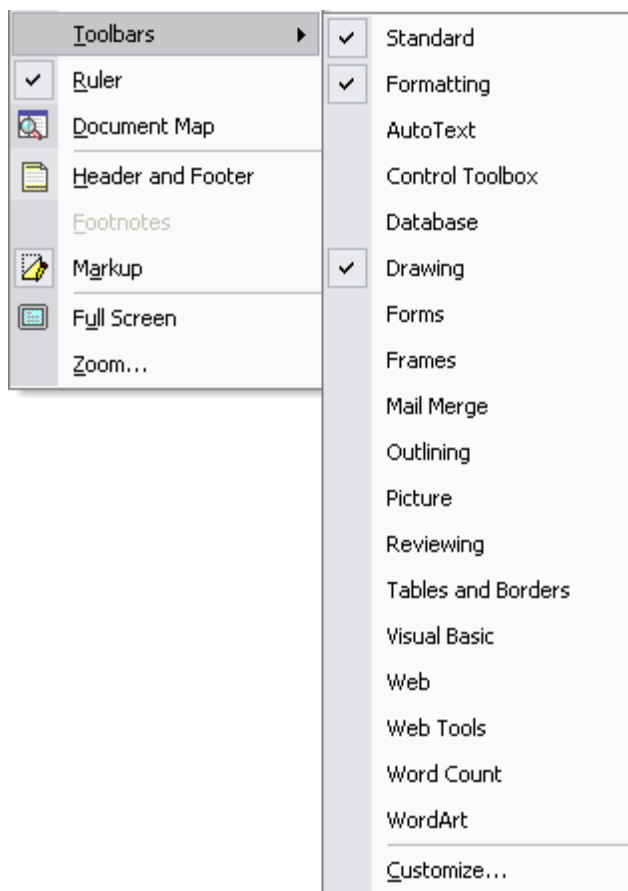 Toolbars
Ruler
Document Map
Header and Footer
Footnotes
Markup
Full Screen
Zoom...
Standard
Formatting
AutoText
Control Toolbox
Database
Drawing
Forms
Frames
Mail Merge
Outlining
Picture
Reviewing
Tables and Borders
Visual Basic
Web
Web Tools
Word Count
WordArt
Customize...